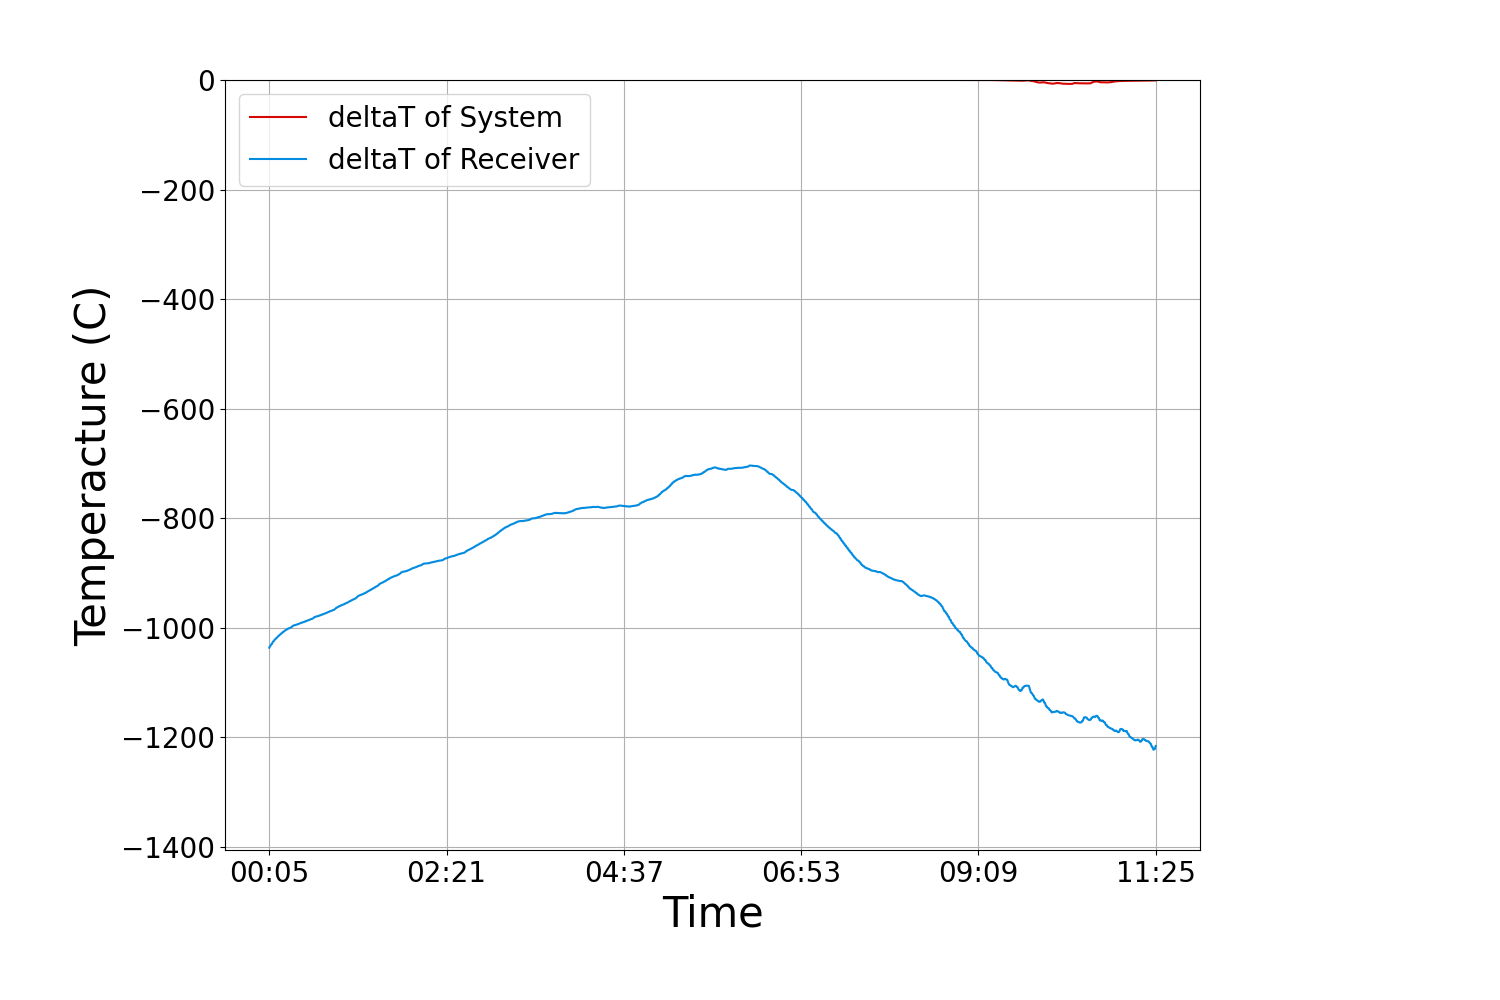 deltaT of System
deltaT of Receiver
0
−200
−400
−600
−800
−1000
−1200
−1400
Temperacture (C)
00:05 02:21 04:37 06:53 09:09 11:25
Time